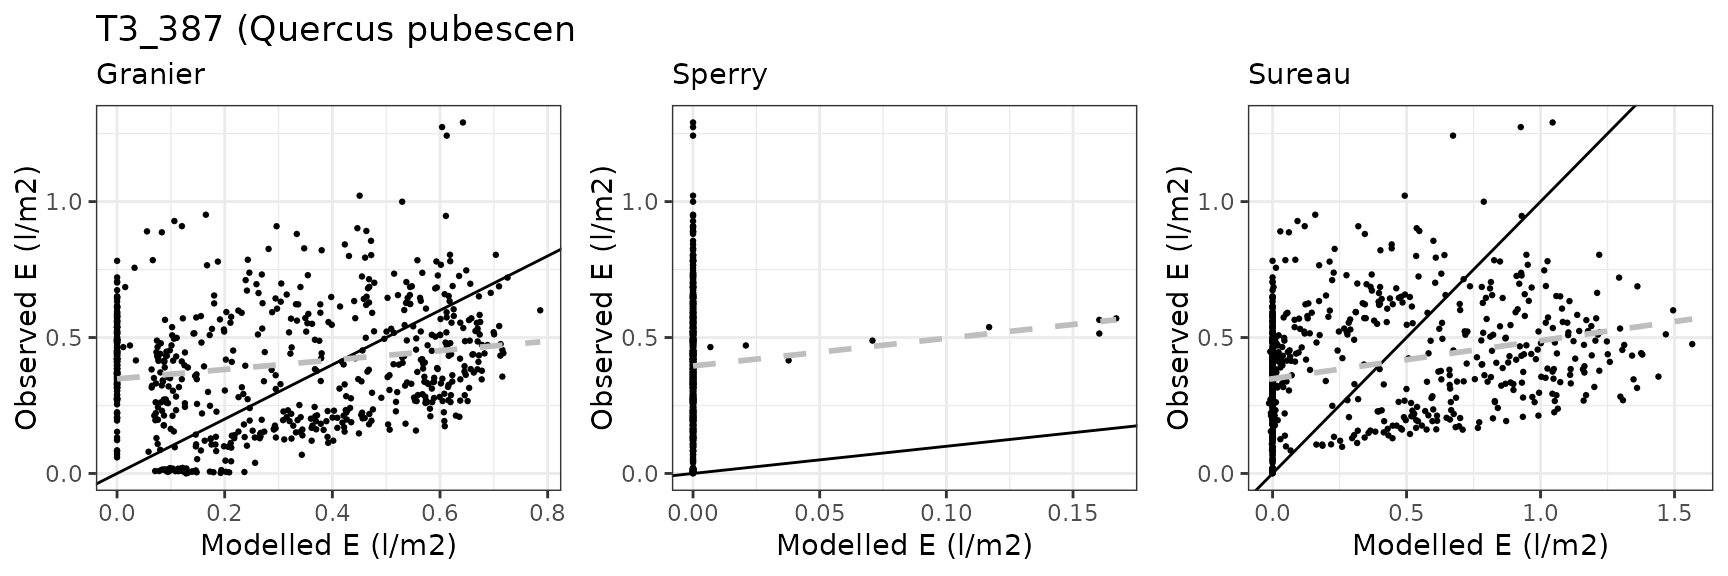 T3_387 (Quercus pubescen
Granier
Sperry
Sureau
Observed E (l/m2)
1.0
0.5
0.0
0.0 0.2 0.4 0.6 0.8
Modelled E (l/m2)
Observed E (l/m2)
1.0
0.5
0.0
0.00 0.05 0.10 0.15
Modelled E (l/m2)
Observed E (l/m2)
1.0
0.5
0.0
0.0 0.5 1.0 1.5
Modelled E (l/m2)